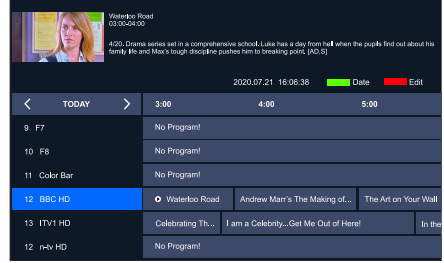 Waterloo Road
03:00-04:00
4/20. Drama series set in a comprehensive school. Luke has a day from hell when the pupils find out about his
family life and Max's tough discipline pushes him to breaking point. [AD,S]
2020.07.21 16:06:38 Date Edit
< TODAY > 3:00 4:00 5:00
9 F7 No Program!
10 F8 No Program!
11 Color Bar No Program!
12 BBC HD Waterloo Road Andrew Marr's The Making of... The Art on Your Wall
13 ITV1 HD Celebrating Th... I am a Celebrity...Get Me Out of Here! In the
12 n-tv HD No Program!